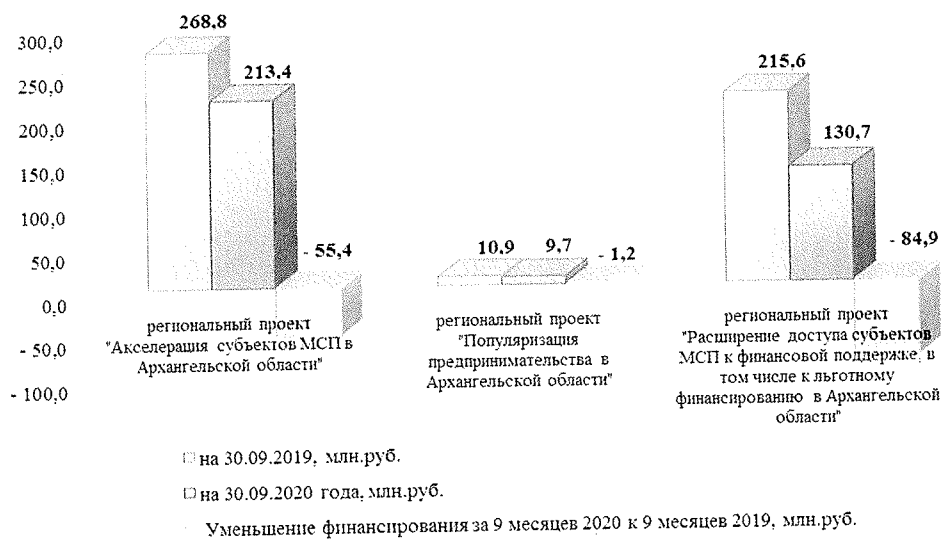 268,8
213,4
- 55,4
10,9
9,7
- 1,2
215,6
130,7
- 84,9
300,0
250,0
200,0
150,0
100,0
50,0
0,0
- 50,0
- 100,0
региональный проект
"Акселерация субъектов МСП в
Архангельской области"
региональный проект
"Популяризация
предпринимательства в
Архангельской области"
региональный проект
"Расширение доступа субъектов
МСП к финансовой поддержке, в
том числе к льготному
финансированию в Архангельской
области"
на 30.09.2019, млн.руб.
на 30.09.2020 года, млн.руб.
Уменьшение финансирования за 9 месяцев 2020 к 9 месяцев 2019, млн.руб.